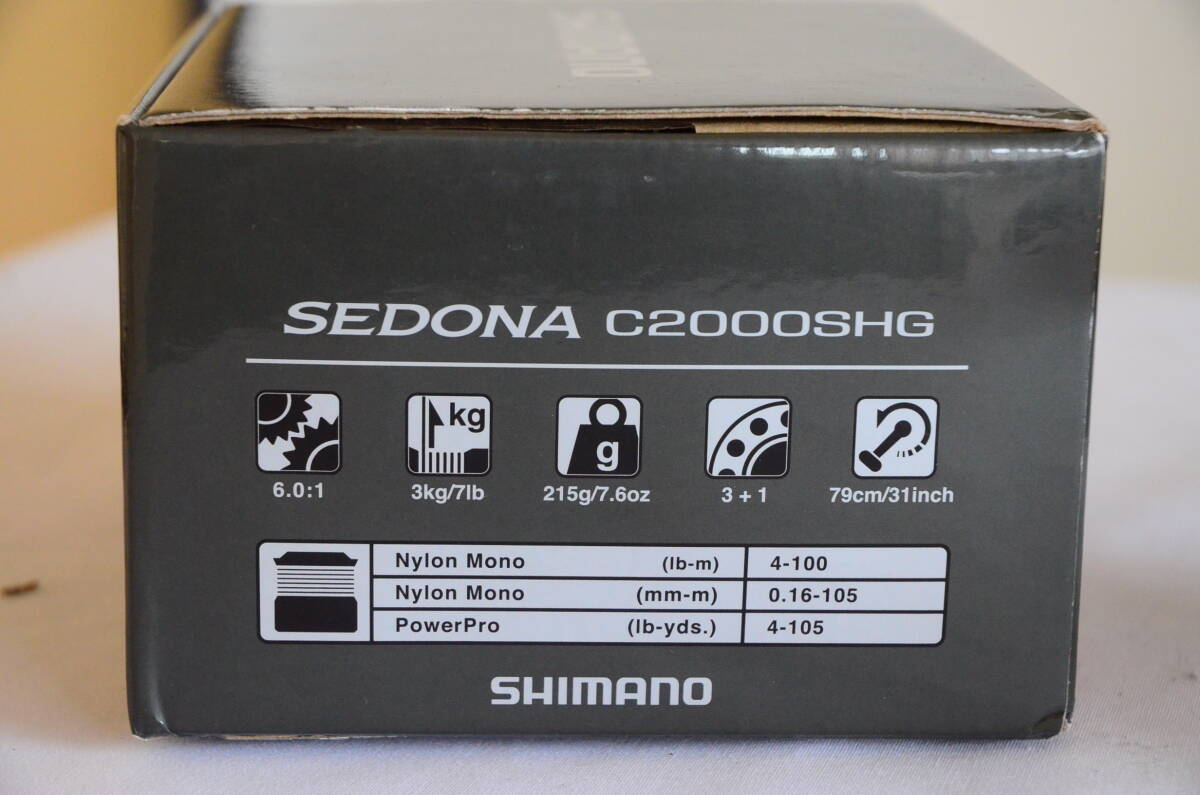 SHIMANO
SEDONA C2000SHG
kg
g
6.0:1 3kg/7lb 215g/7.6oz 3 + 1 79cm/31inch
Nylon Mono (lb-m) 4-100
Nylon Mono (mm-m) 0.16-105
PowerPro (lb-yds.) 4-105
SHIMANO